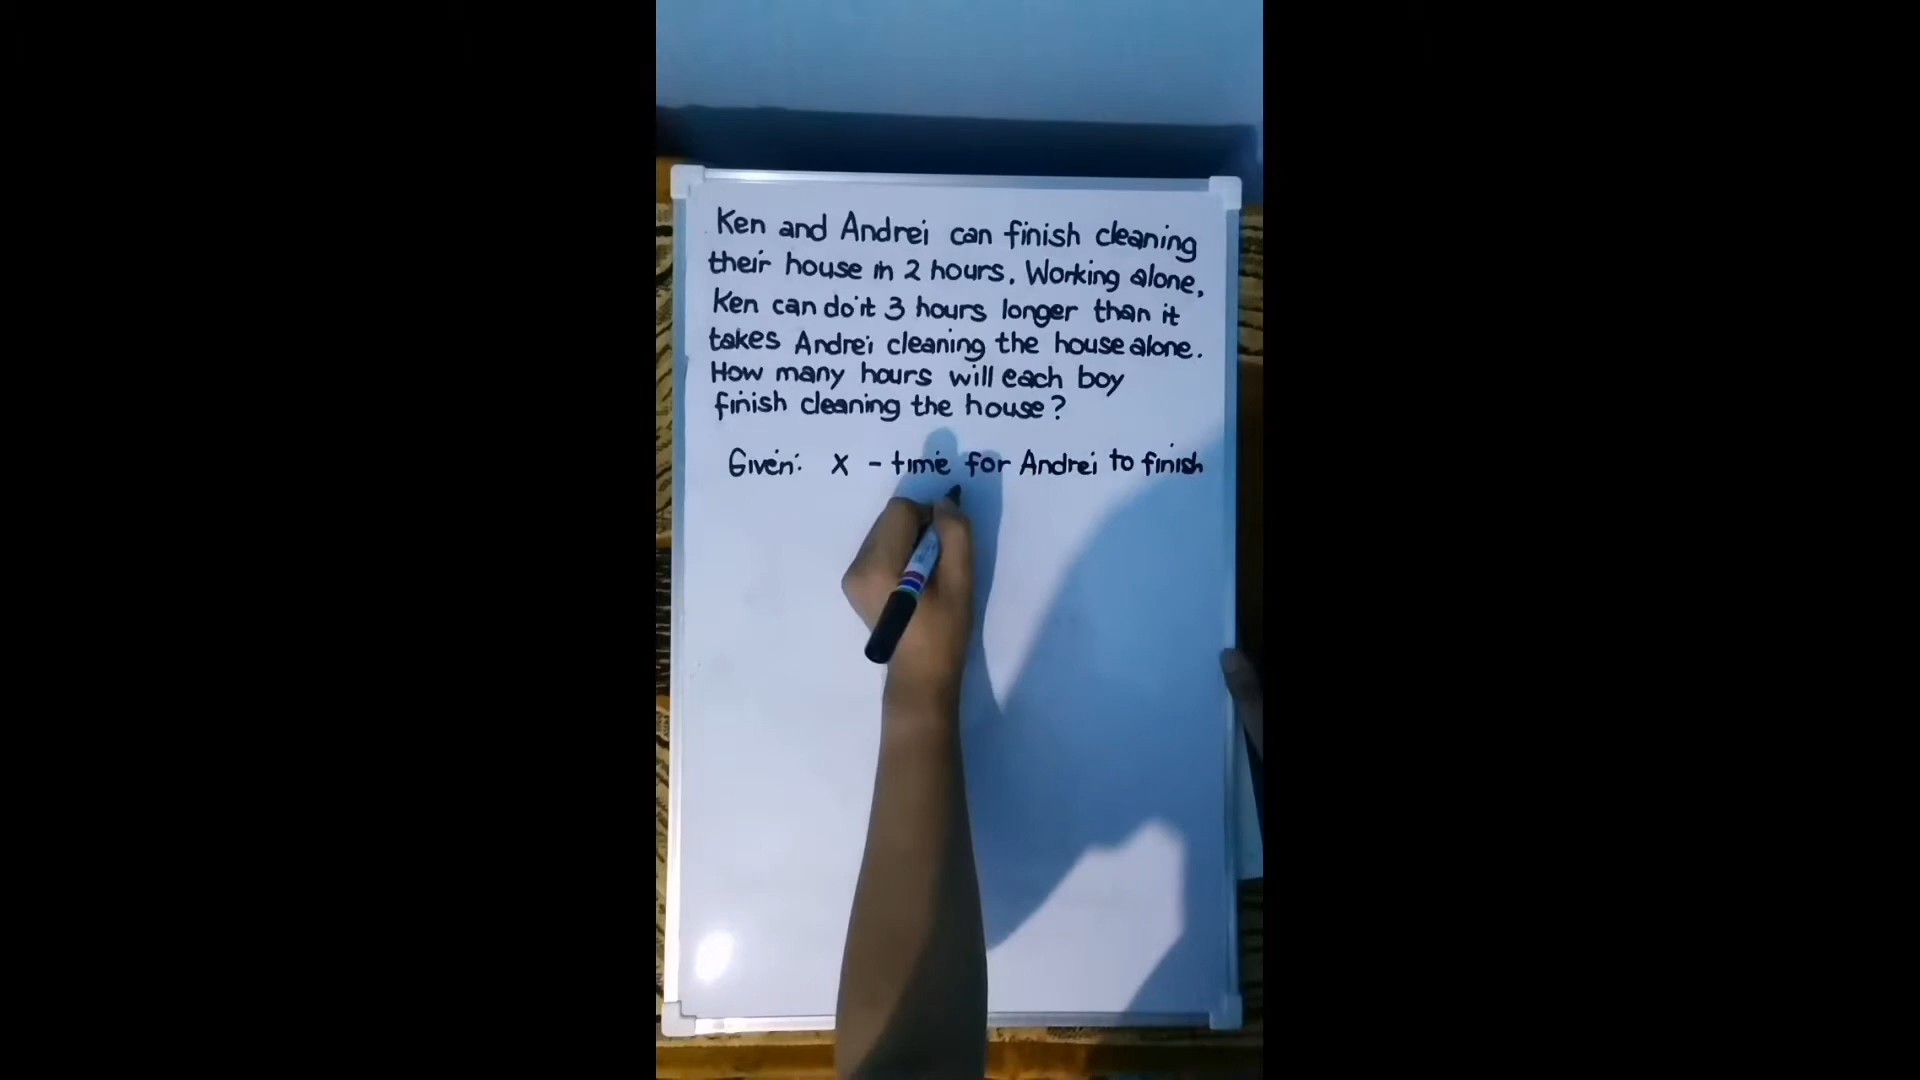 Ken and Andrei can finish cleaning
their house in 2 hours. Working alone,
Ken can do it 3 hours longer than it
takes Andrei cleaning the house alone.
How many hours will each boy
finish cleaning the house?
Given: x - time for Andrei to finish